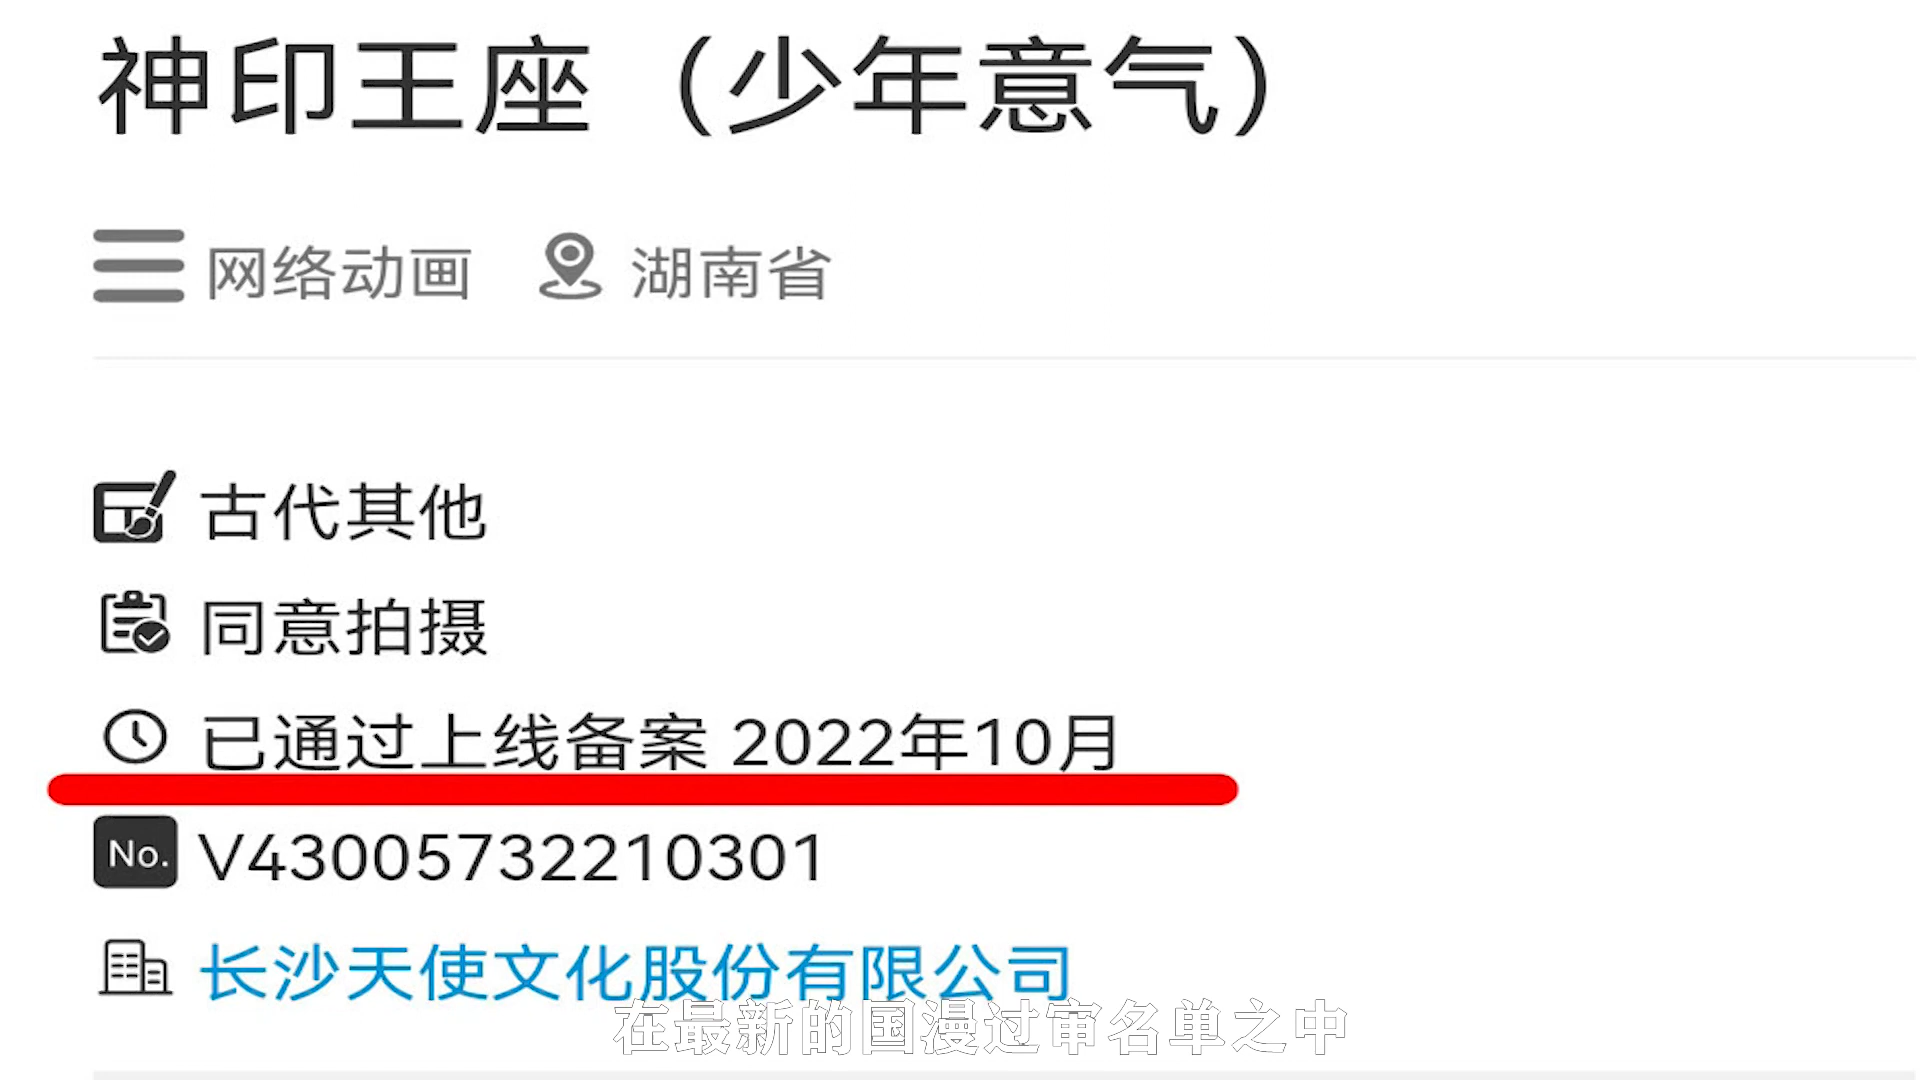 神印王座（少年意气）
网络动画 湖南省
古代其他
同意拍摄
已通过上线备案 2022年10月
No. V43005732210301
长沙天使文化股份有限公司
在最新的国漫过审名单之中